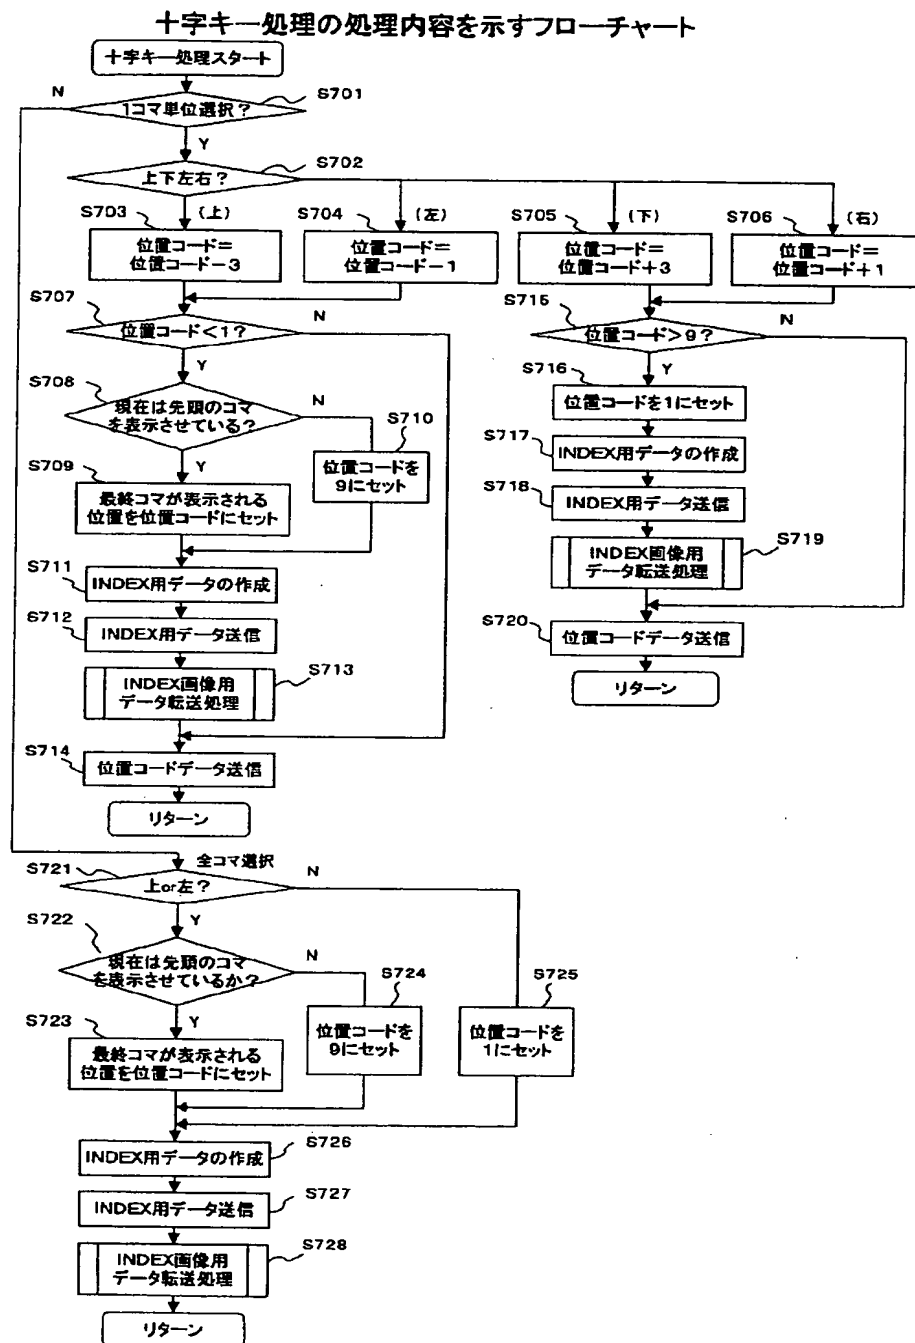 十字キー処理の処理内容を示すフローチャート
十字キー処理スタート
N
S701
1コマ単位選択？
Y
S702
上下左右？
S703
(上)
S704
(左)
S705
(下)
S706
(右)
位置コード＝
位置コード－3
位置コード＝
位置コード－1
位置コード＝
位置コード＋3
位置コード＝
位置コード＋1
S707
位置コード＜1？
N
Y
S708
現在は先頭のコマ
を表示させている？
N
S710
Y
位置コードを
9にセット
S709
最終コマが表示される
位置を位置コードにセット
S711
INDEX用データの作成
S712
INDEX用データ送信
S713
INDEX画像用
データ転送処理
S714
位置コードデータ送信
リターン
S715
位置コード＞9？
N
Y
S716
位置コードを1にセット
S717
INDEX用データの作成
S718
INDEX用データ送信
S719
INDEX画像用
データ転送処理
S720
位置コードデータ送信
リターン
全コマ選択
S721
上or左？
N
Y
S722
現在は先頭のコマ
を表示させているか？
N
S724
S725
Y
位置コードを
9にセット
位置コードを
1にセット
S723
最終コマが表示される
位置を位置コードにセット
S726
INDEX用データの作成
S727
INDEX用データ送信
S728
INDEX画像用
データ転送処理
リターン